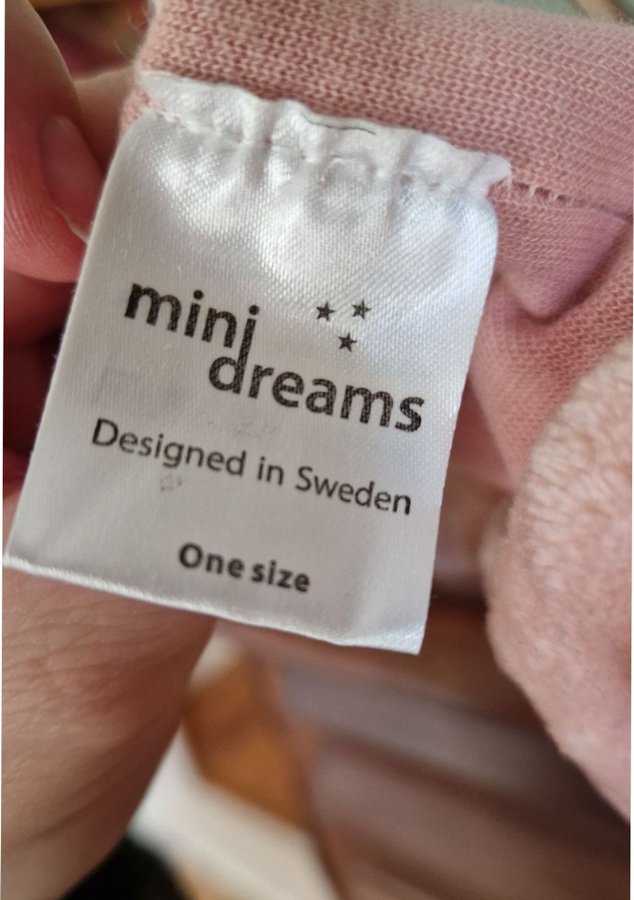 mini
dreams
Designed in Sweden
One size